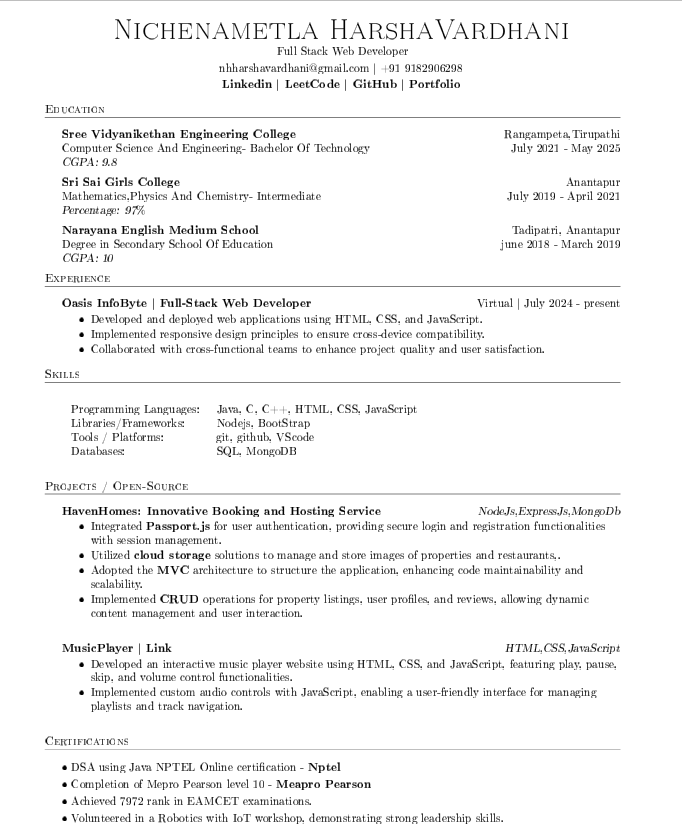 Nichenametla HarshaVardhani
Full Stack Web Developer
nhharshavardhani@gmail.com | +91 9182906298
Linkedin | LeetCode | GitHub | Portfolio
Education
Sree Vidyanikethan Engineering College Rangampeta,Tirupathi
Computer Science And Engineering- Bachelor Of Technology July 2021 - May 2025
CGPA: 9.8
Sri Sai Girls College Anantapur
Mathematics,Physics And Chemistry- Intermediate July 2019 - April 2021
Percentage: 97%
Narayana English Medium School Tadipatri, Anantapur
Degree in Secondary School Of Education june 2018 - March 2019
CGPA: 10
Experience
Oasis InfoByte | Full-Stack Web Developer Virtual | July 2024 - present
• Developed and deployed web applications using HTML, CSS, and JavaScript.
• Implemented responsive design principles to ensure cross-device compatibility.
• Collaborated with cross-functional teams to enhance project quality and user satisfaction.
Skills
Programming Languages: Java, C, C++, HTML, CSS, JavaScript
Libraries/Frameworks: Nodejs, BootStrap
Tools / Platforms: git, github, VScode
Databases: SQL, MongoDB
Projects / Open-Source
HavenHomes: Innovative Booking and Hosting Service NodeJs,ExpressJs,MongoDb
• Integrated Passport.js for user authentication, providing secure login and registration functionalities
with session management.
• Utilized cloud storage solutions to manage and store images of properties and restaurants,.
• Adopted the MVC architecture to structure the application, enhancing code maintainability and
scalability.
• Implemented CRUD operations for property listings, user profiles, and reviews, allowing dynamic
content management and user interaction.
MusicPlayer | Link HTML,CSS,JavaScript
• Developed an interactive music player website using HTML, CSS, and JavaScript, featuring play, pause,
skip, and volume control functionalities.
• Implemented custom audio controls with JavaScript, enabling a user-friendly interface for managing
playlists and track navigation.
Certifications
• DSA using Java NPTEL Online certification - Nptel
• Completion of Mepro Pearson level 10 - Meapro Pearson
• Achieved 7972 rank in EAMCET examinations.
• Volunteered in a Robotics with IoT workshop, demonstrating strong leadership skills.